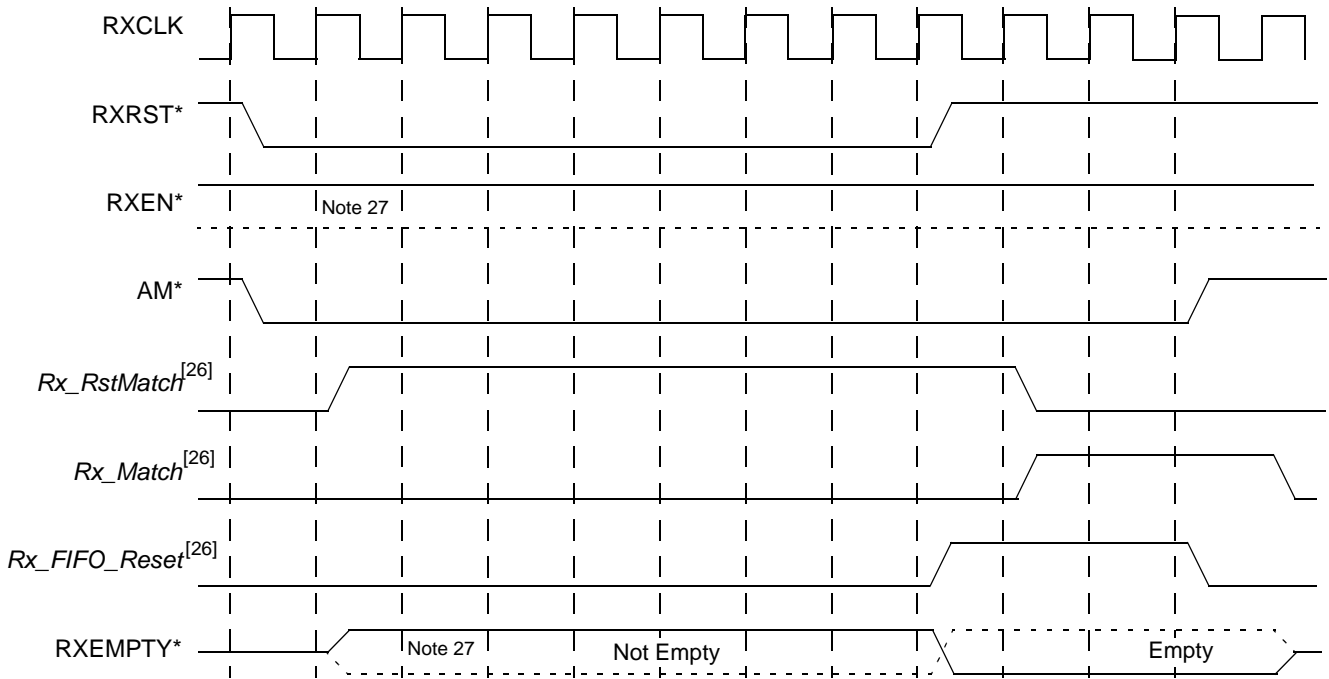 RXCLK
RXRST*
RXEN*
Note 27
AM*
Rx_RstMatch[26]
Rx_Match[26]
Rx_FIFO_Reset[26]
RXEMPTY*
Note 27
Not Empty
Empty